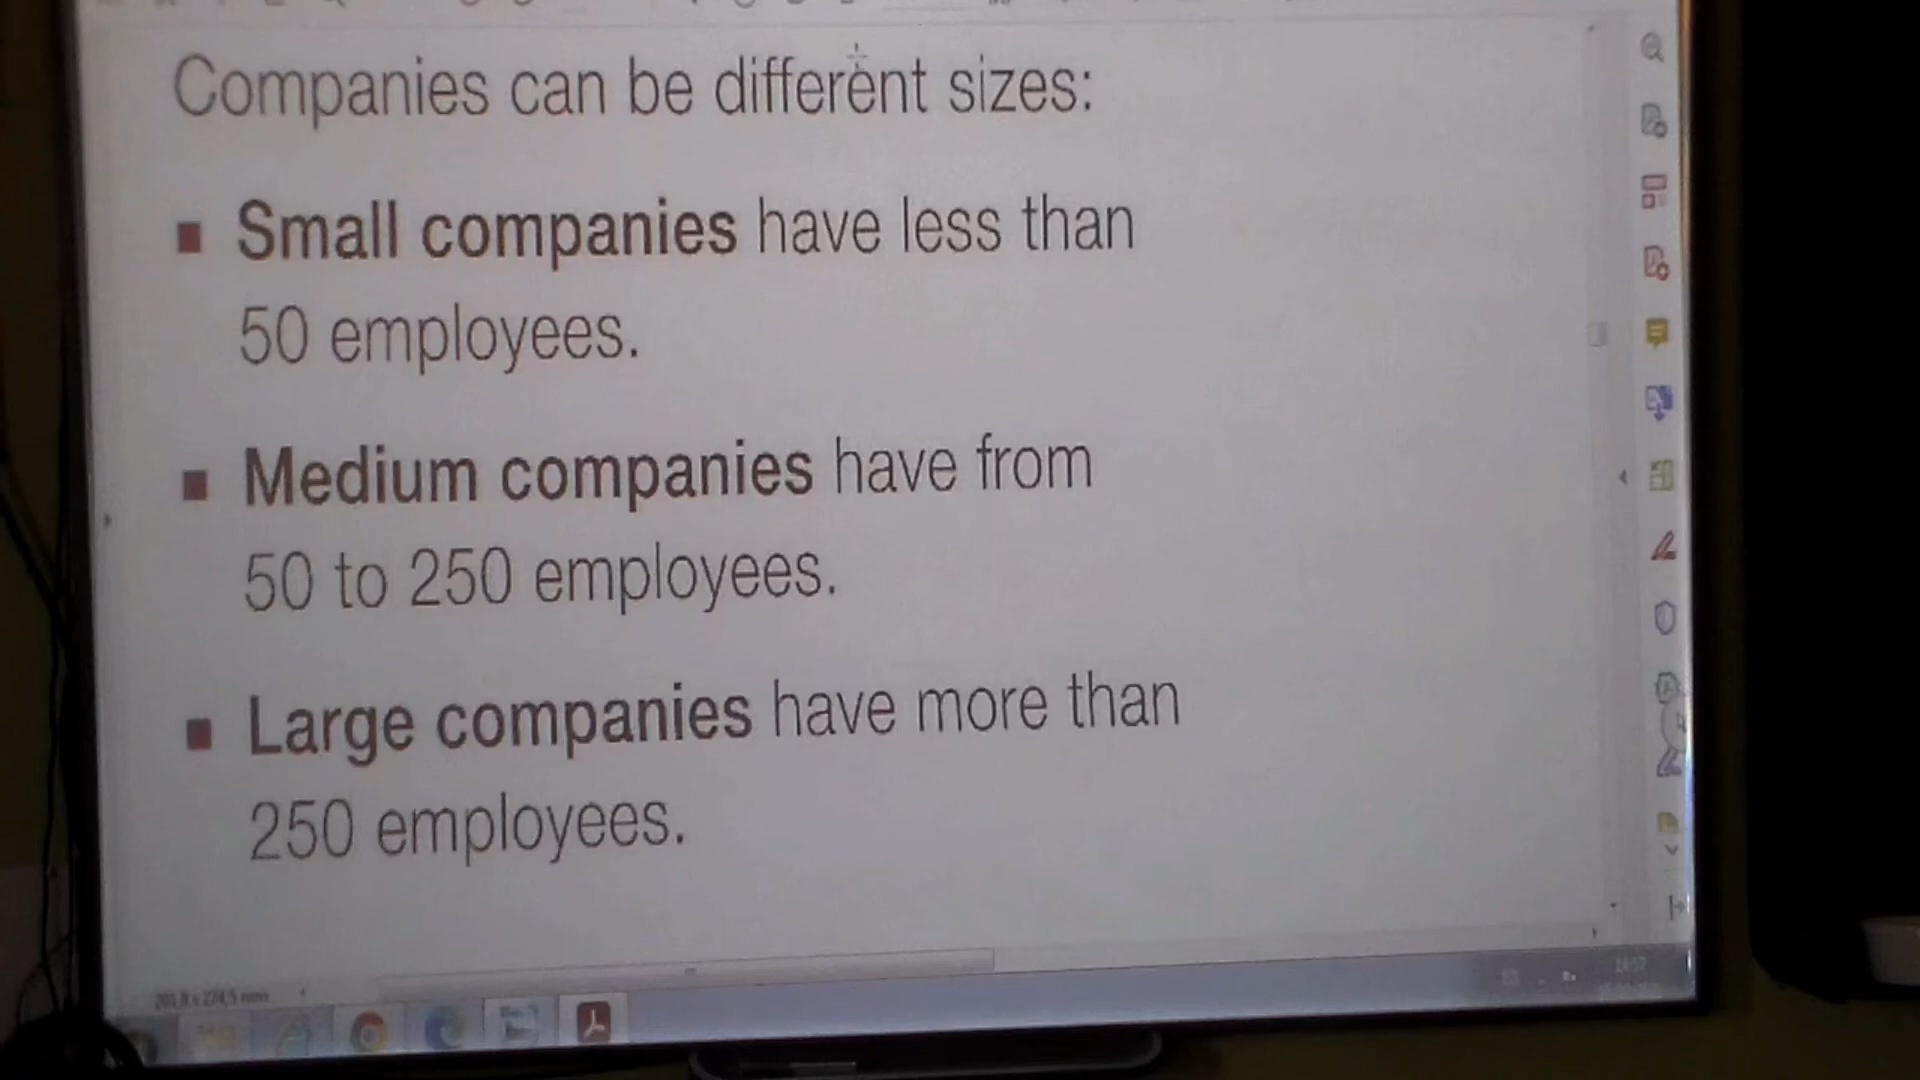 Companies can be different sizes:
▪ Small companies have less than
50 employees.
▪ Medium companies have from
50 to 250 employees.
▪ Large companies have more than
250 employees.